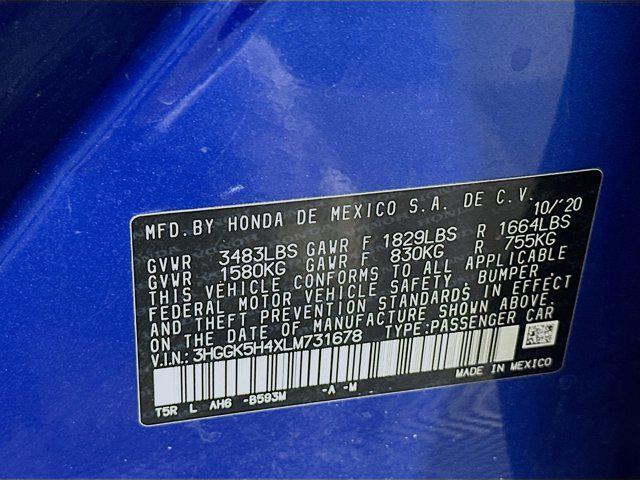 MFD.BY HONDA DE MEXICO S.A. DE C.V. 10/'20
GVWR 3483LBS GAWR F 1829LBS R 1664LBS
GVWR 1580KG GAWR F 830KG R 755KG
THIS VEHICLE CONFORMS TO ALL APPLICABLE
FEDERAL MOTOR VEHICLE SAFETY, BUMPER,
AND THEFT PREVENTION STANDARDS IN EFFECT
ON THE DATE OF MANUFACTURE SHOWN ABOVE.
V.I.N.: 3HGGK5H4XLM731678 TYPE:PASSENGER CAR
T5R L AH6 -B593M -A -M MADE IN MEXICO